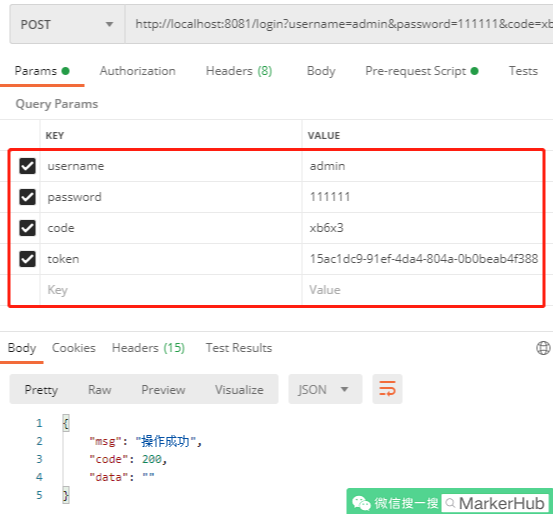 POST http://localhost:8081/login?username=admin&password=111111&code=xb
Params Authorization Headers (8) Body Pre-request Script Tests
Query Params
KEY VALUE
username admin
password 111111
code xb6x3
token 15ac1dc9-91ef-4da4-804a-0b0beab4f388
Key Value
Body Cookies Headers (15) Test Results
Pretty Raw Preview Visualize JSON
1 {
2 "msg": "操作成功",
3 "code": 200,
4 "data": ""
5 }
微信搜一搜 MarkerHub